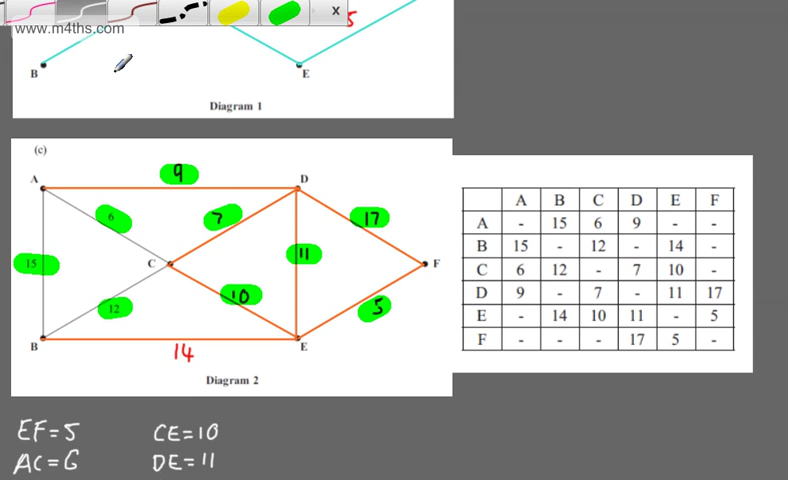 x
5
www.m4ths.com
B
E
Diagram 1
(c)
A 9 D
6 7 17
15 C 11 F
12 10 5
B 14 E
Diagram 2
A B C D E F
A - 15 6 9 - -
B 15 - 12 - 14 -
C 6 12 - 7 10 -
D 9 - 7 - 11 17
E - 14 10 11 - 5
F - - - 17 5 -
EF=5 CE=10
AC=6 DE=11